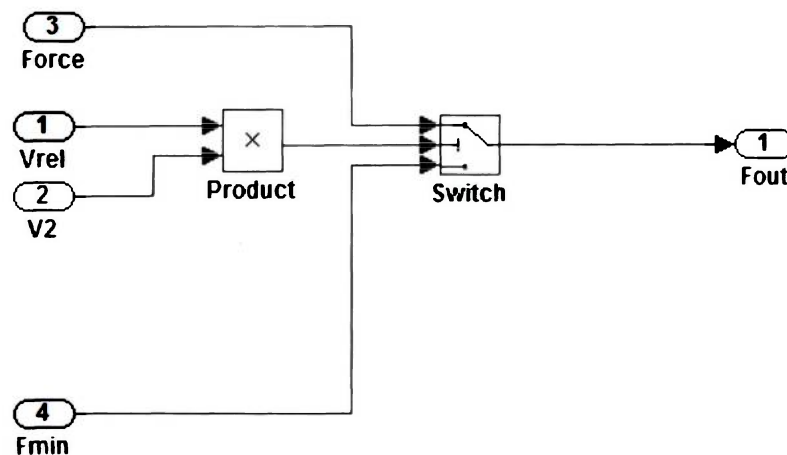 3
Force
1
Vrel
×
Product
2
V2
Switch
1
Fout
4
Fmin